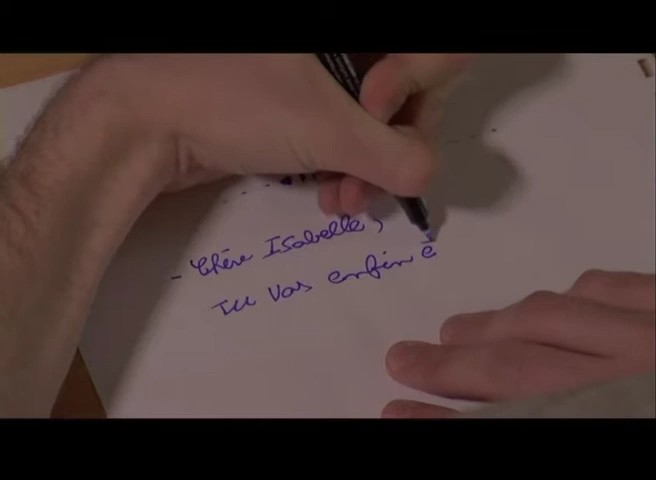 - Chère Isabelle,
Tu vas enfin ê